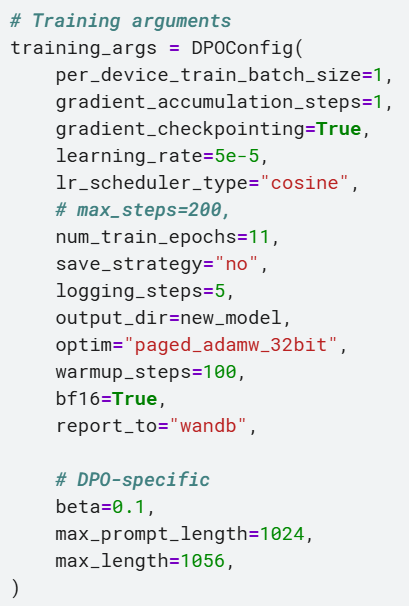 # Training arguments
training_args = DPOConfig(
    per_device_train_batch_size=1,
    gradient_accumulation_steps=1,
    gradient_checkpointing=True,
    learning_rate=5e-5,
    lr_scheduler_type="cosine",
    # max_steps=200,
    num_train_epochs=11,
    save_strategy="no",
    logging_steps=5,
    output_dir=new_model,
    optim="paged_adamw_32bit",
    warmup_steps=100,
    bf16=True,
    report_to="wandb",

    # DPO-specific
    beta=0.1,
    max_prompt_length=1024,
    max_length=1056,
)